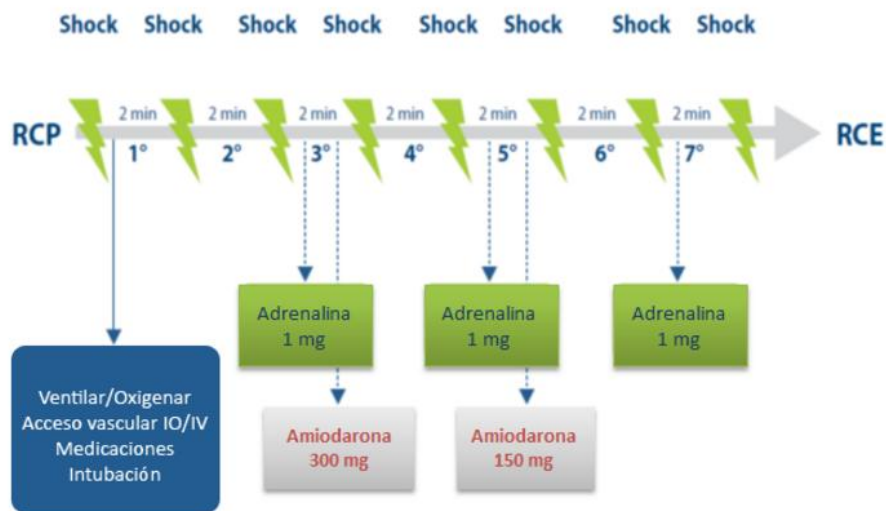 Shock Shock Shock Shock Shock Shock Shock Shock
2 min 2 min 2 min 2 min 2 min 2 min 2 min
RCP RCE
1° 2° 3° 4° 5° 6° 7°
Adrenalina
1 mg
Adrenalina
1 mg
Adrenalina
1 mg
Ventilar/Oxigenar
Acceso vascular IO/IV
Medicaciones
Intubación
Amiodarona
300 mg
Amiodarona
150 mg